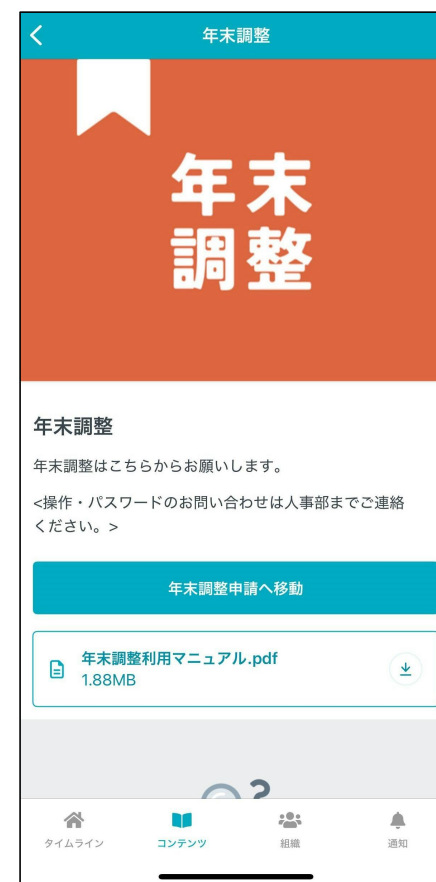 年末調整
年末
調整
年末調整
年末調整はこちらからお願いします。
<操作・パスワードのお問い合わせは人事部までご連絡
ください。>
年末調整申請へ移動
年末調整利用マニュアル.pdf
1.88MB
?
タイムライン
コンテンツ
組織
通知